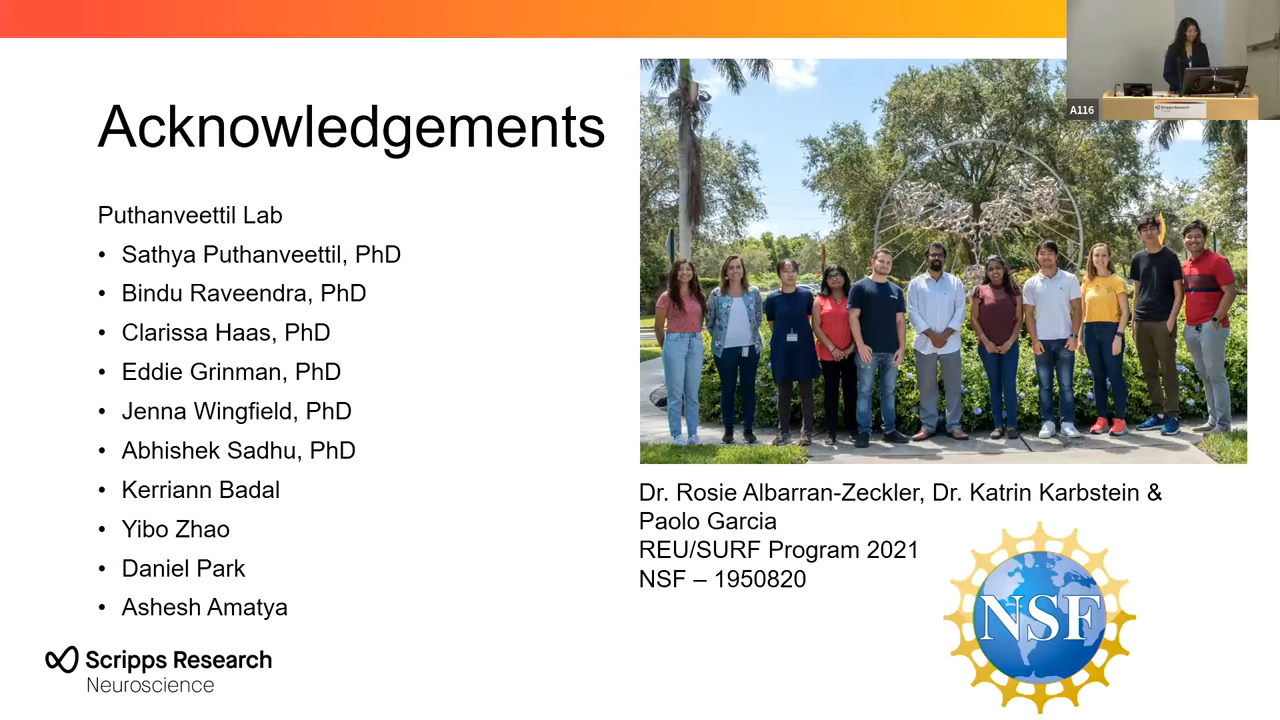 Acknowledgements
Puthanveettil Lab
• Sathya Puthanveettil, PhD
• Bindu Raveendra, PhD
• Clarissa Haas, PhD
• Eddie Grinman, PhD
• Jenna Wingfield, PhD
• Abhishek Sadhu, PhD
• Kerriann Badal
• Yibo Zhao
• Daniel Park
• Ashesh Amatya
Scripps Research
Neuroscience
A116
Scripps Research
Dr. Rosie Albarran-Zeckler, Dr. Katrin Karbstein &
Paolo Garcia
REU/SURF Program 2021
NSF – 1950820
NSF